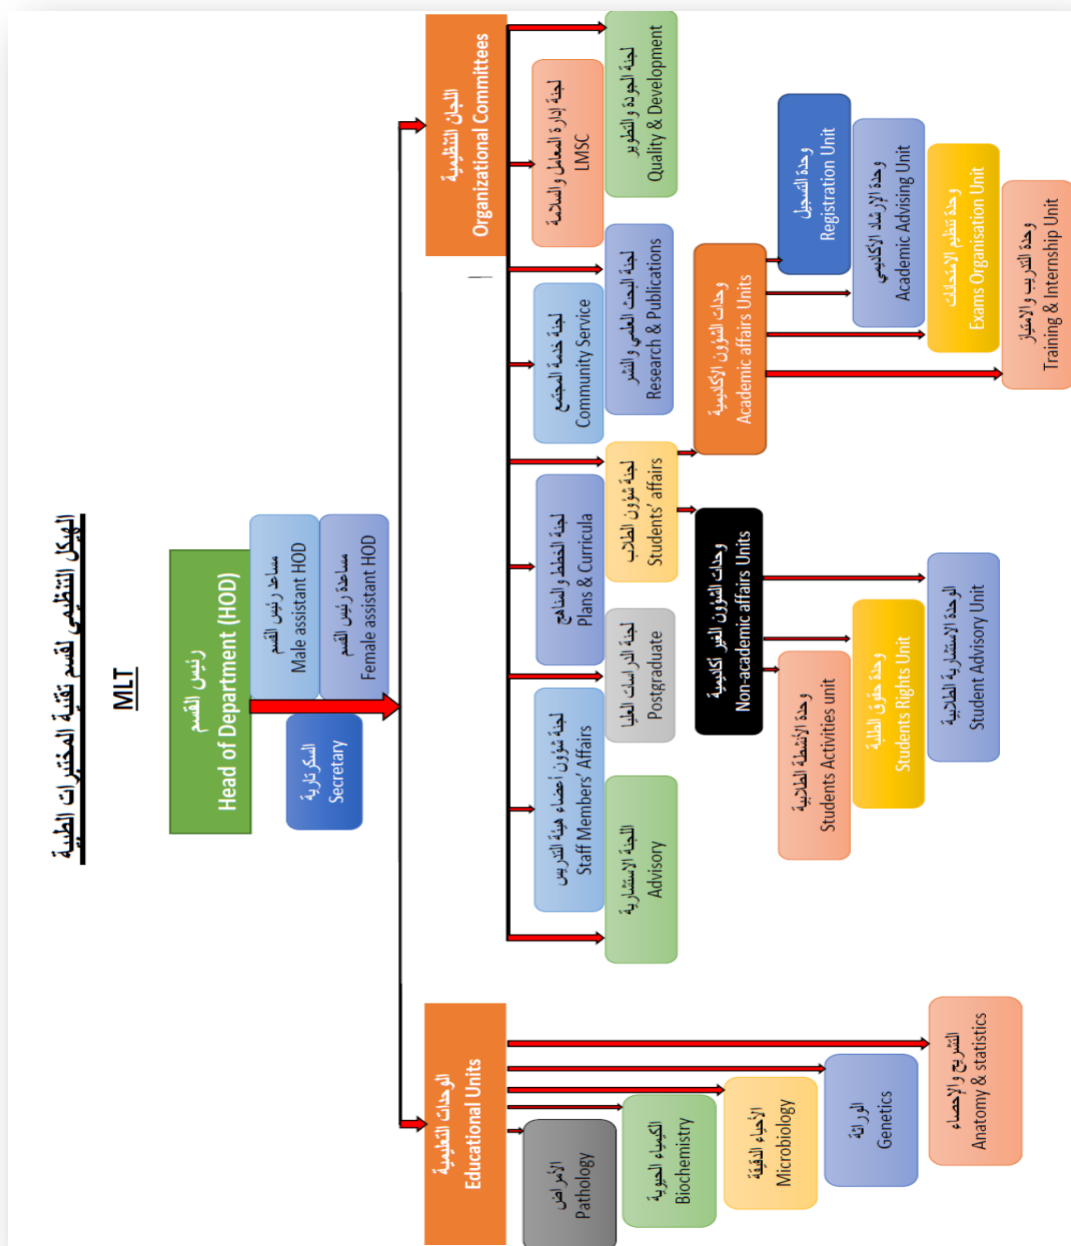 الهيكل التنظيمي لقسم تقنية المختبرات الطبية
MLT
رئيس القسم
Head of Department (HOD)
مساعد رئيس القسم
Male assistant HOD
مساعدة رئيس القسم
Female assistant HOD
السكرتارية
Secretary
الوحدات التعليمية
Educational Units
اللجان التنظيمية
Organizational Committees
الأمراض
Pathology
الكيمياء الحيوية
Biochemistry
الأحياء الدقيقة
Microbiology
الوراثة
Genetics
التشريح والإحصاء
Anatomy & statistics
اللجنة الاستشارية
Advisory
لجنة شؤون أعضاء هيئة التدريس
Staff Members' Affairs
لجنة الدراسات العليا
Postgraduate
لجنة الخطط والمناهج
Plans & Curricula
لجنة شؤون الطلاب
Students' affairs
لجنة خدمة المجتمع
Community Service
لجنة البحث العلمي والنشر
Research & Publications
لجنة إدارة المعامل والسلامة
LMSC
لجنة الجودة والتطوير
Quality & Development
وحدات الشؤون الغير أكاديمية
Non-academic affairs Units
وحدات الشؤون الأكاديمية
Academic affairs Units
وحدة الأنشطة الطلابية
Students Activities unit
وحدة حقوق الطلبة
Students Rights Unit
الوحدة الاستشارية الطلابية
Student Advisory Unit
وحدة التسجيل
Registration Unit
وحدة الإرشاد الأكاديمي
Academic Advising Unit
وحدة تنظيم الامتحانات
Exams Organisation Unit
وحدة التدريب والامتياز
Training & Internship Unit